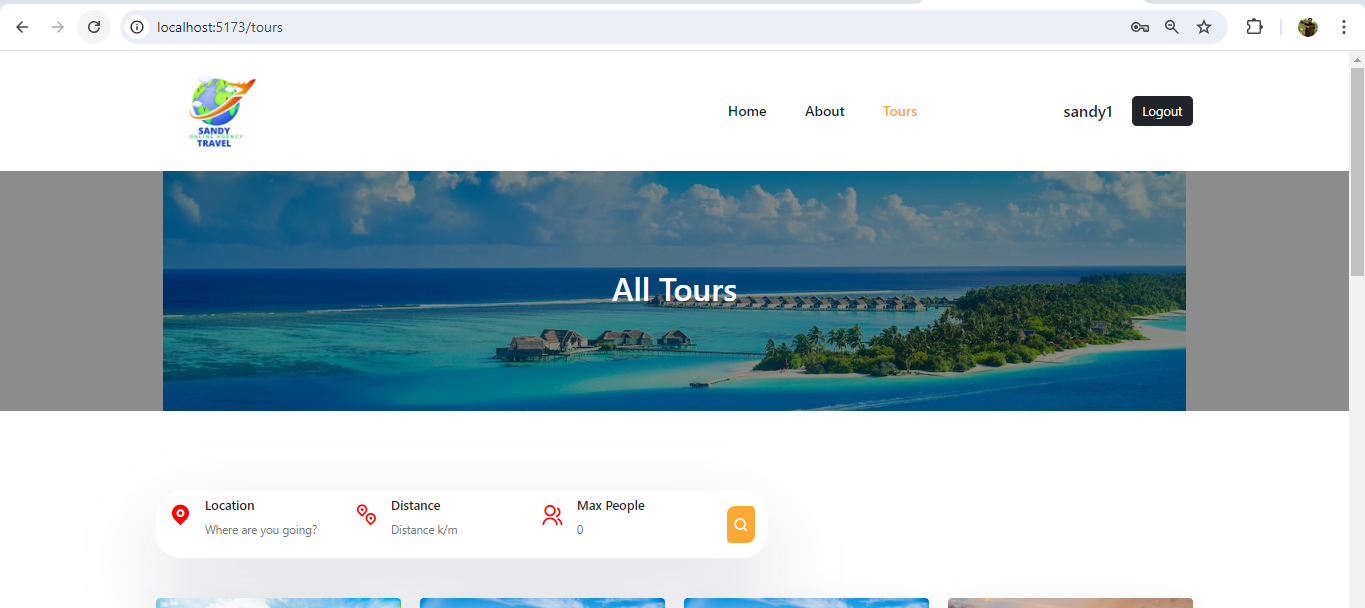 localhost:5173/tours
SANDY
ONLINE AGENCY
TRAVEL
Home About Tours sandy1 Logout
All Tours
Location Distance Max People
Where are you going? Distance k/m 0